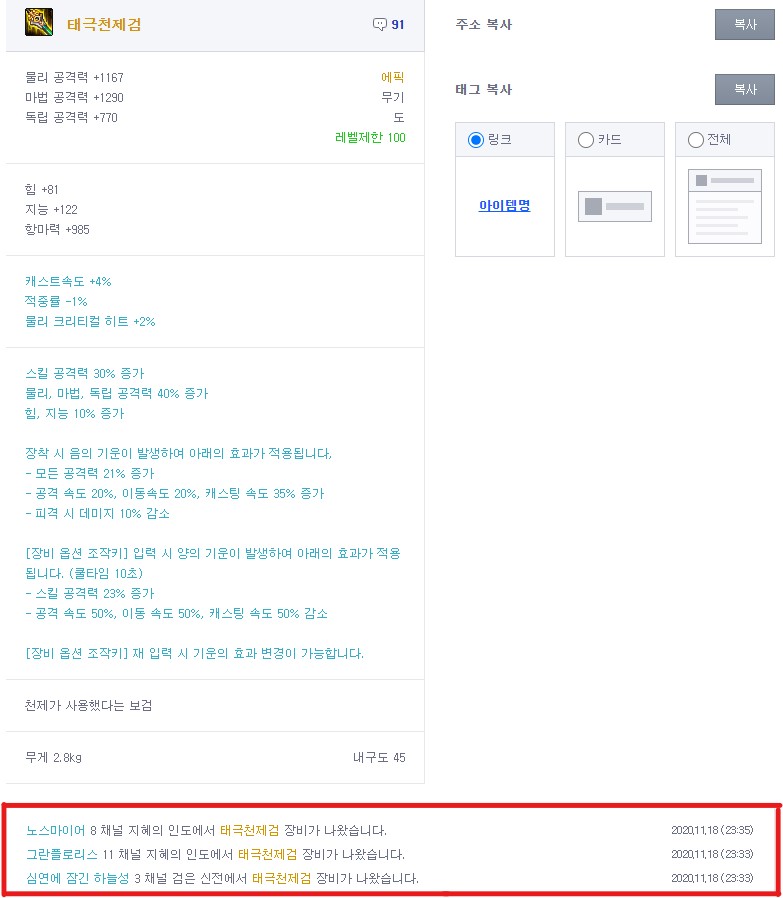 태극천제검
91
물리 공격력 +1167
에픽
마법 공격력 +1290
무기
독립 공격력 +770
도
레벨제한 100
힘 +81
지능 +122
항마력 +985
캐스트속도 +4%
적중률 -1%
물리 크리티컬 히트 +2%
스킬 공격력 30% 증가
물리, 마법, 독립 공격력 40% 증가
힘, 지능 10% 증가
장착 시 음의 기운이 발생하여 아래의 효과가 적용됩니다.
- 모든 공격력 21% 증가
- 공격 속도 20%, 이동속도 20%, 캐스팅 속도 35% 증가
- 피격 시 데미지 10% 감소
[장비 옵션 조작키] 입력 시 양의 기운이 발생하여 아래의 효과가 적용
됩니다. (쿨타임 10초)
- 스킬 공격력 23% 증가
- 공격 속도 50%, 이동 속도 50%, 캐스팅 속도 50% 감소
[장비 옵션 조작키] 재 입력 시 기운의 효과 변경이 가능합니다.
천제가 사용했다는 보검
무게 2.8kg
내구도 45
주소 복사
복사
태그 복사
복사
링크
카드
전체
아이템명
노스마이어 8 채널 지혜의 인도에서 태극천제검 장비가 나왔습니다.
2020.11.18 (23:35)
그란플로리스 11 채널 지혜의 인도에서 태극천제검 장비가 나왔습니다.
2020.11.18 (23:33)
심연에 잠긴 하늘성 3 채널 검은 신전에서 태극천제검 장비가 나왔습니다.
2020.11.18 (23:33)